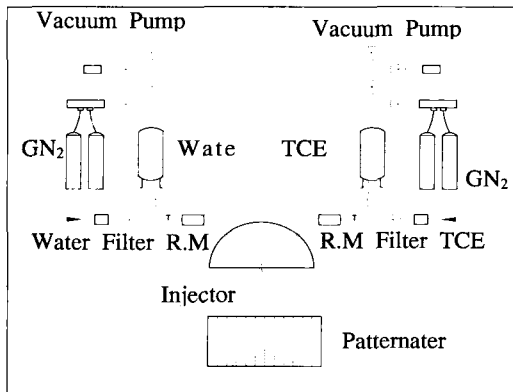 Vacuum Pump
Vacuum Pump
GN₂
Wate
TCE
GN₂
Water Filter R.M
R.M Filter TCE
Injector
Patternater